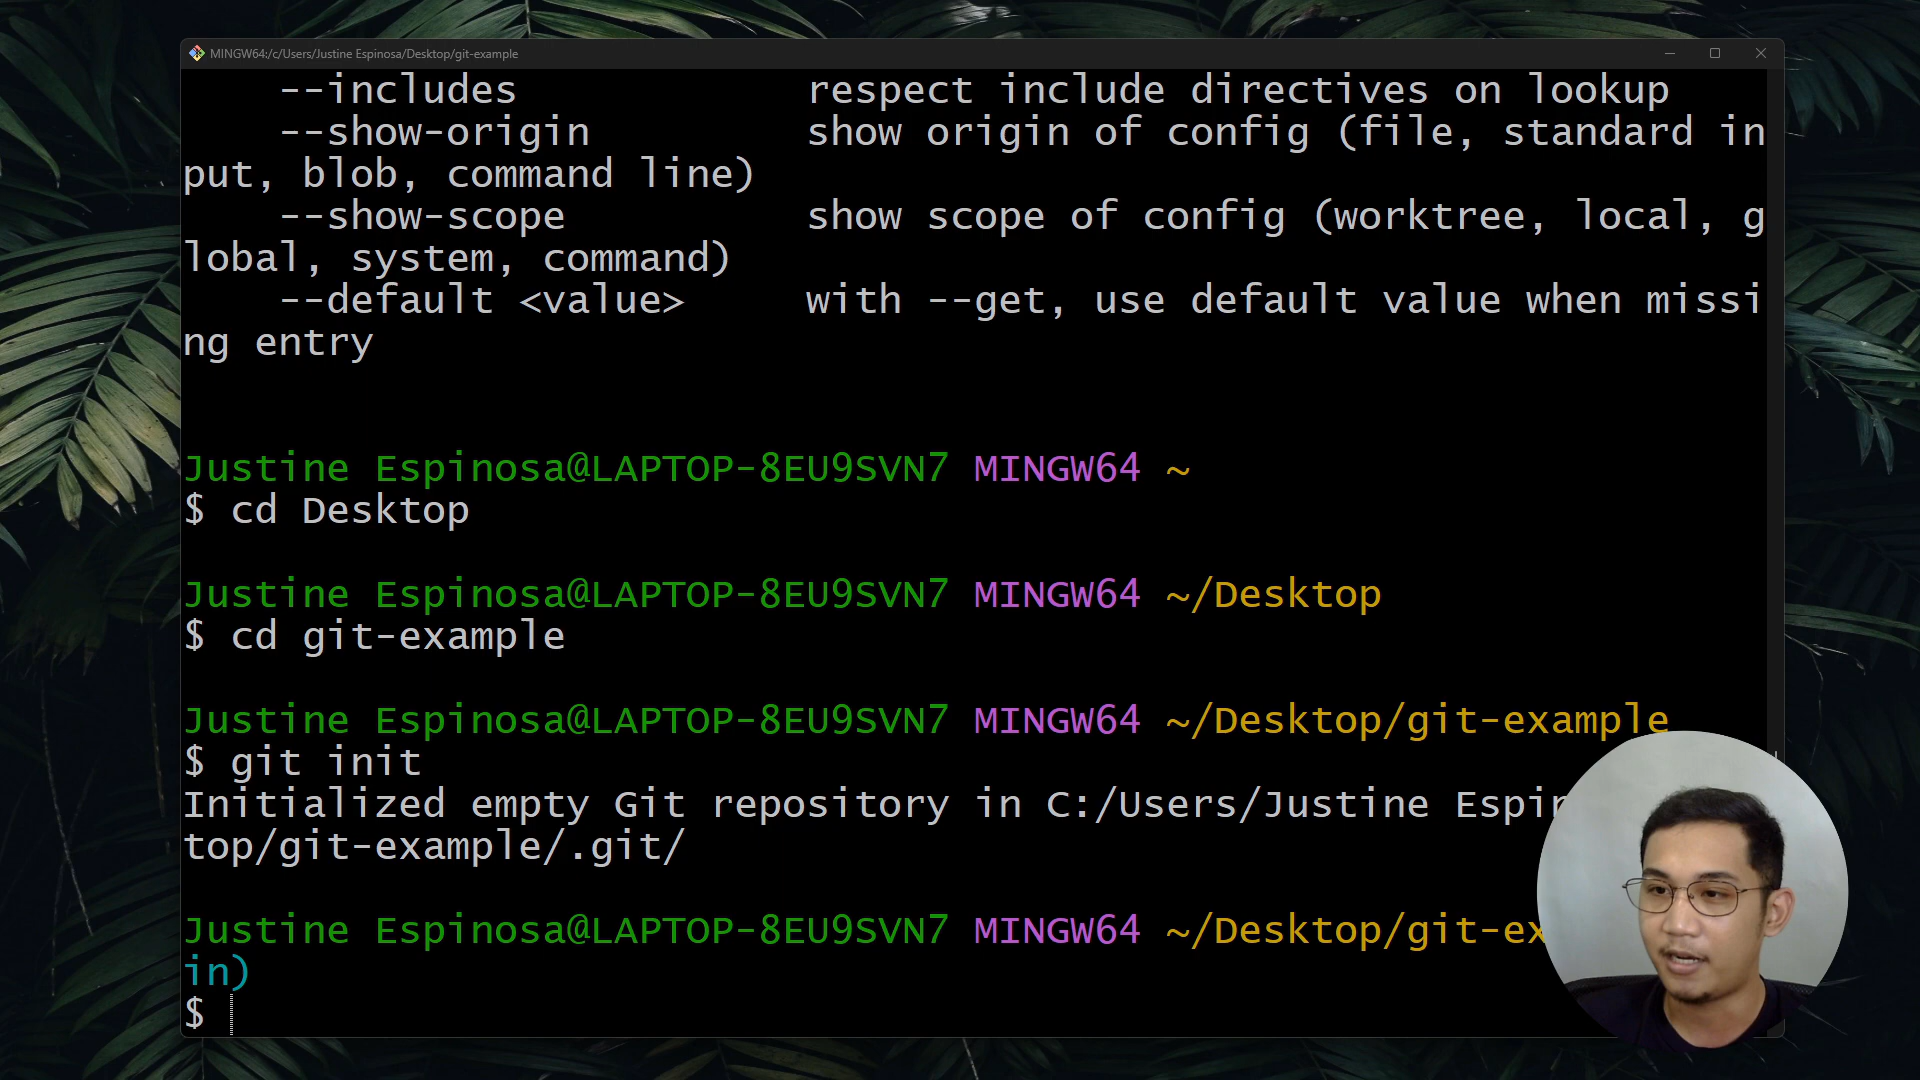 MINGW64:/c/Users/Justine Espinosa/Desktop/git-example
--includes respect include directives on lookup
--show-origin show origin of config (file, standard in
put, blob, command line)
--show-scope show scope of config (worktree, local, g
lobal, system, command)
--default <value> with --get, use default value when missi
ng entry
Justine Espinosa@LAPTOP-8EU9SVN7 MINGW64 ~
$ cd Desktop
Justine Espinosa@LAPTOP-8EU9SVN7 MINGW64 ~/Desktop
$ cd git-example
Justine Espinosa@LAPTOP-8EU9SVN7 MINGW64 ~/Desktop/git-example
$ git init
Initialized empty Git repository in C:/Users/Justine Espin
top/git-example/.git/
Justine Espinosa@LAPTOP-8EU9SVN7 MINGW64 ~/Desktop/git-ex
in)
$